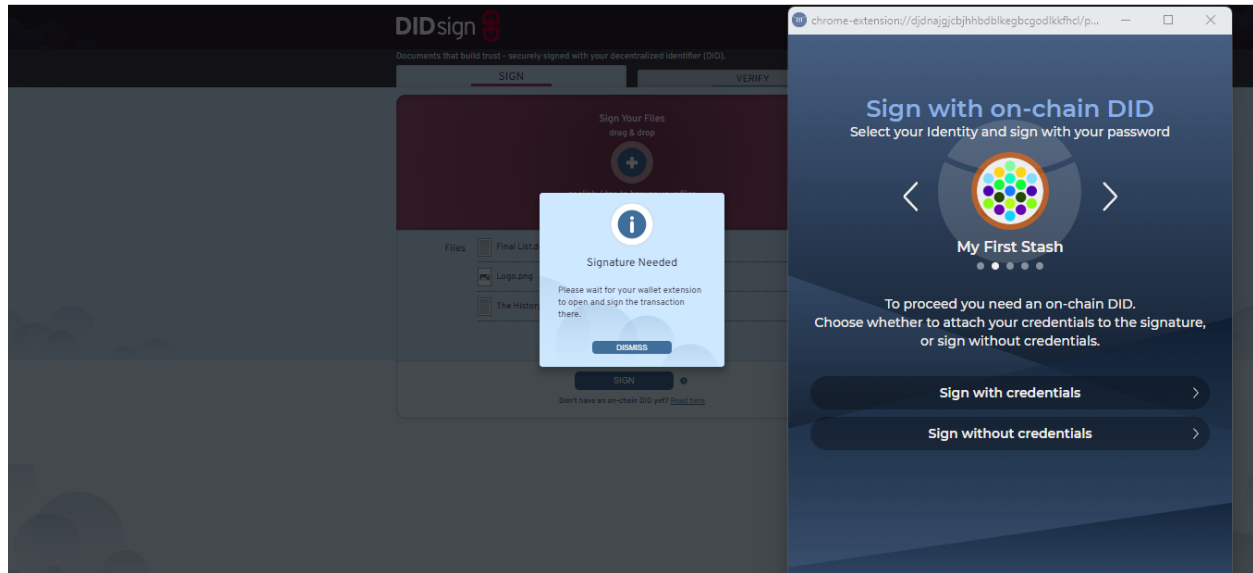 DIDsign
Documents that build trust - securely signed with your decentralized identifier (DID).
SIGN
VERIFY
Sign Your Files
drag & drop
Files
Final List.d
Logo.png
The History
Signature Needed
Please wait for your wallet extension
to open and sign the transaction
there.
DISMISS
SIGN
Don't have an on-chain DID yet? Read here
chrome-extension://djdnajgjcbjhhbdblkegbcgodlkkfhcl/p...
Sign with on-chain DID
Select your Identity and sign with your password
My First Stash
To proceed you need an on-chain DID.
Choose whether to attach your credentials to the signature,
or sign without credentials.
Sign with credentials
Sign without credentials